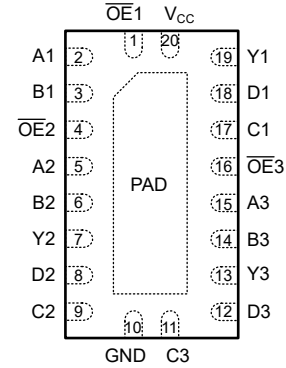 OE1 VCC
1 20
A1 2 19 Y1
B1 3 18 D1
OE2 4 17 C1
A2 5 16 OE3
PAD
B2 6 15 A3
Y2 7 14 B3
D2 8 13 Y3
C2 9 12 D3
10 11
GND C3